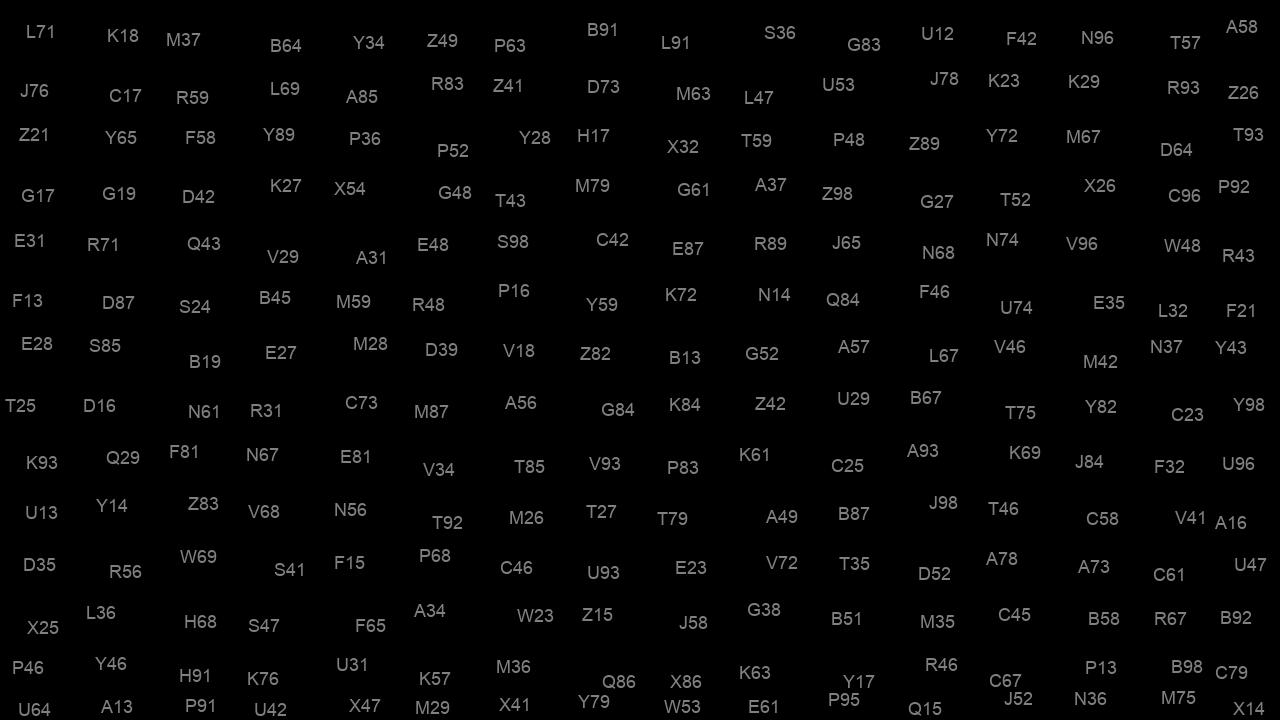 L71 K18 M37 B64 Y34 Z49 P63 B91 L91 S36 G83 U12 F42 N96 T57 A58
J76 C17 R59 L69 A85 R83 Z41 D73 M63 L47 U53 J78 K23 K29 R93 Z26
Z21 Y65 F58 Y89 P36 P52 Y28 H17 X32 T59 P48 Z89 Y72 M67 D64 T93
G17 G19 D42 K27 X54 G48 T43 M79 G61 A37 Z98 G27 T52 X26 C96 P92
E31 R71 Q43 V29 A31 E48 S98 C42 E87 R89 J65 N68 N74 V96 W48 R43
F13 D87 S24 B45 M59 R48 P16 Y59 K72 N14 Q84 F46 U74 E35 L32 F21
E28 S85 B19 E27 M28 D39 V18 Z82 B13 G52 A57 L67 V46 M42 N37 Y43
T25 D16 N61 R31 C73 M87 A56 G84 K84 Z42 U29 B67 T75 Y82 C23 Y98
K93 Q29 F81 N67 E81 V34 T85 V93 P83 K61 C25 A93 K69 J84 F32 U96
U13 Y14 Z83 V68 N56 T92 M26 T27 T79 A49 B87 J98 T46 C58 V41 A16
D35 R56 W69 S41 F15 P68 C46 U93 E23 V72 T35 D52 A78 A73 C61 U47
X25 L36 H68 S47 F65 A34 W23 Z15 J58 G38 B51 M35 C45 B58 R67 B92
P46 Y46 H91 K76 U31 K57 M36 Q86 X86 K63 Y17 R46 C67 P13 B98 C79
U64 A13 P91 U42 X47 M29 X41 Y79 W53 E61 P95 Q15 J52 N36 M75 X14